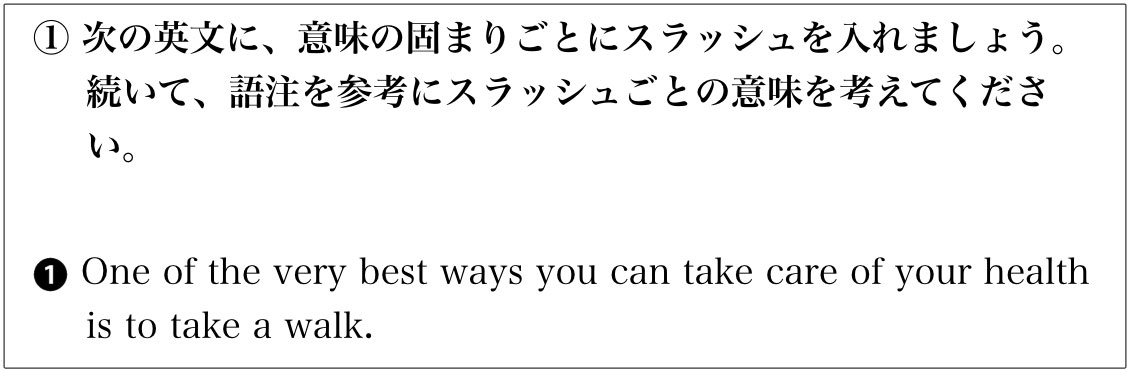 ① 次の英文に、意味の固まりごとにスラッシュを入れましょう。
続いて、語注を参考にスラッシュごとの意味を考えてくださ
い。
❶ One of the very best ways you can take care of your health
is to take a walk.